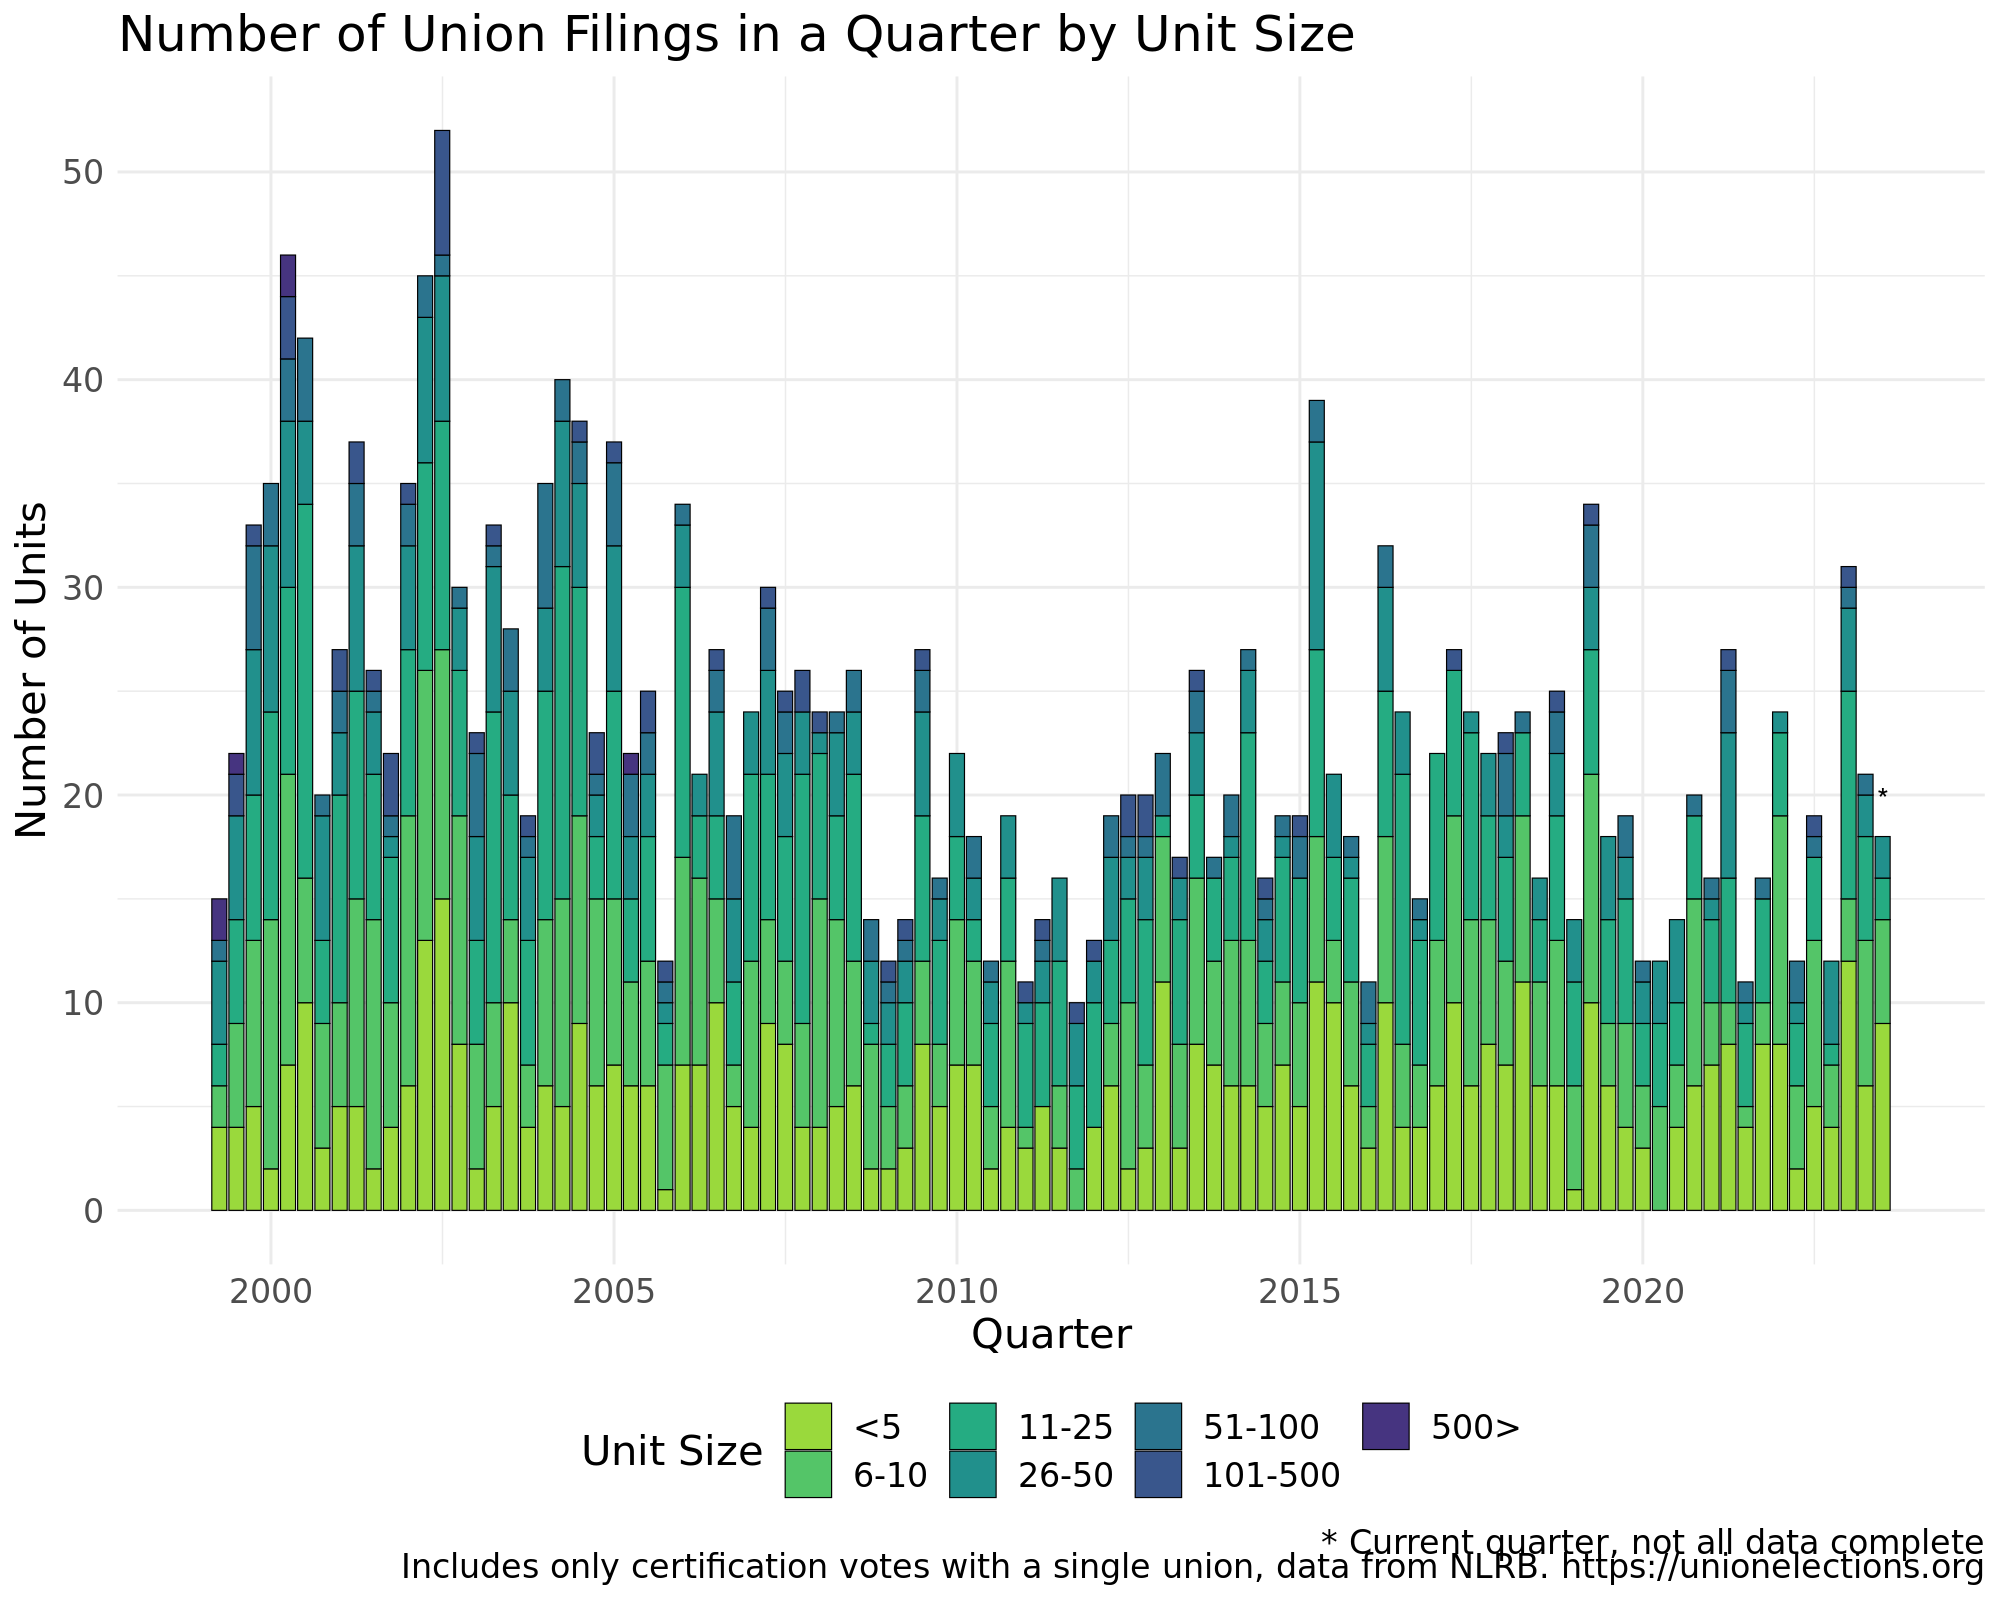 Number of Union Filings in a Quarter by Unit Size
Number of Units
50
40
30
20
10
0
*
2000 2005 2010 2015 2020
Quarter
Unit Size
<5 11-25 51-100 500>
6-10 26-50 101-500
* Current quarter, not all data complete
Includes only certification votes with a single union, data from NLRB. https://unionelections.org